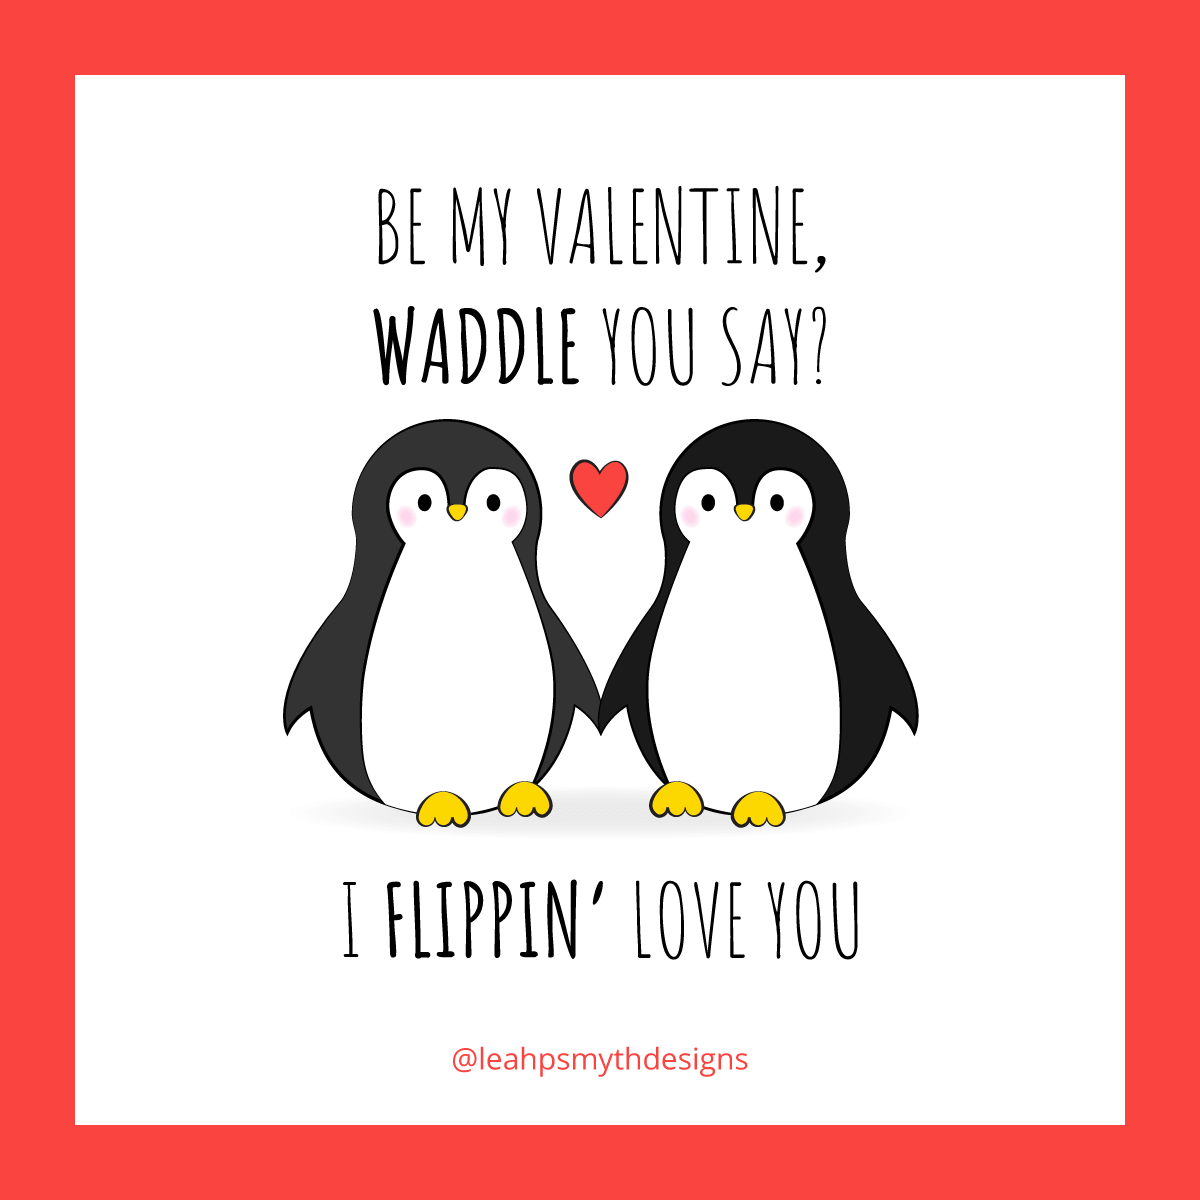 BE MY VALENTINE,
WADDLE YOU SAY?
I FLIPPIN’ LOVE YOU
@leahpsmythdesigns